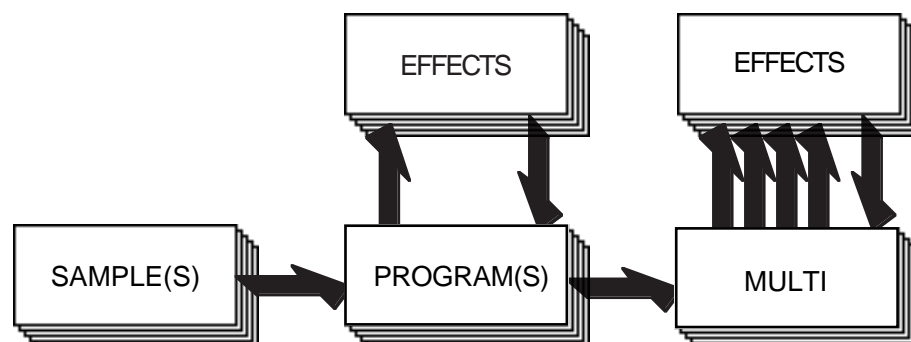 EFFECTS
EFFECTS
SAMPLE(S)
PROGRAM(S)
MULTI